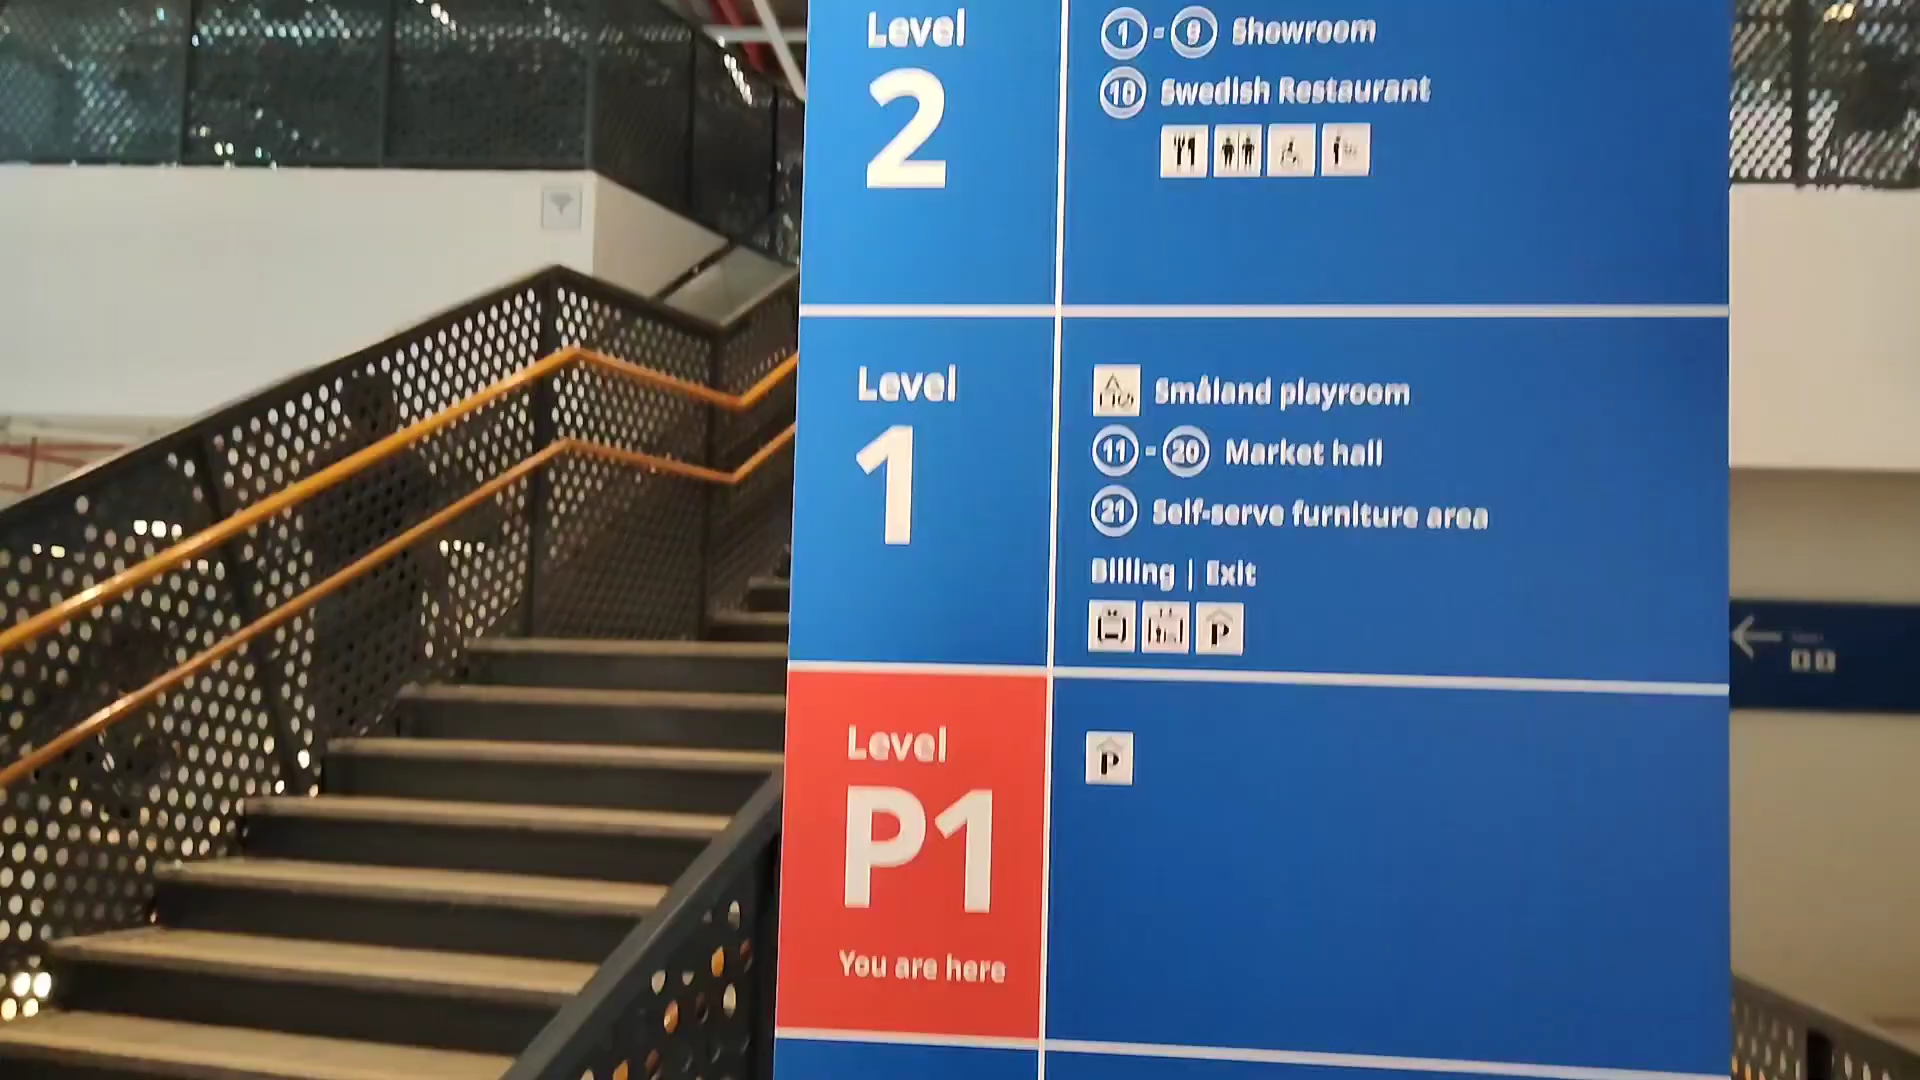 Level
2
1 - 9 Showroom
10 Swedish Restaurant
Level
1
Småland playroom
11 - 20 Market hall
21 Self-serve furniture area
Billing | Exit
P
Level
P1
You are here
P